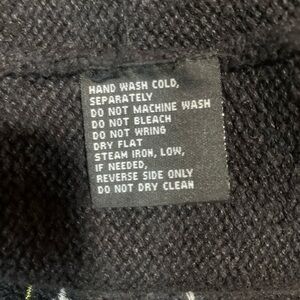 HAND WASH COLD,
SEPARATELY
DO NOT MACHINE WASH
DO NOT BLEACH
DO NOT WRING
DRY FLAT
STEAM IRON, LOW,
IF NEEDED,
REVERSE SIDE ONLY
DO NOT DRY CLEAN